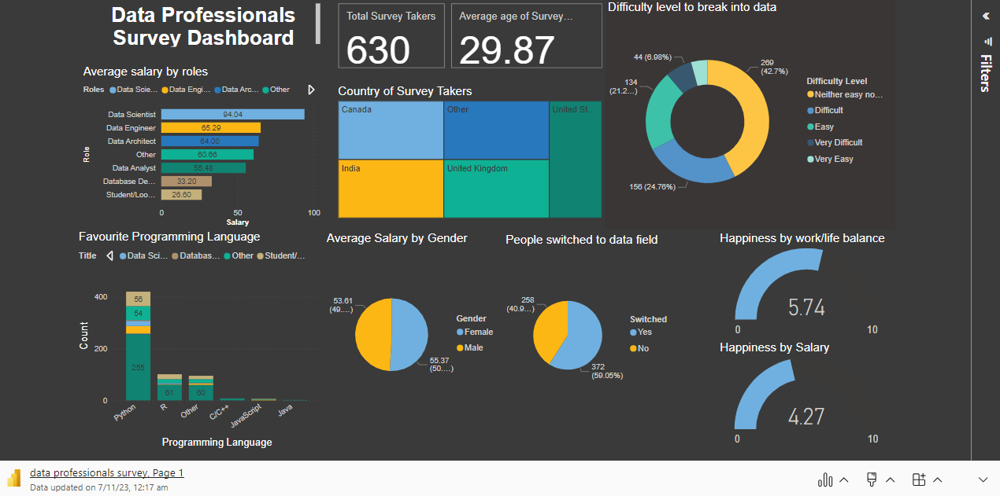 Data Professionals
Survey Dashboard
Total Survey Takers
630
Average age of Survey...
29.87
Difficulty level to break into data
44 (6.98%)
269
(42.7%)
134
(21.2...)
156 (24.76%)
Difficulty Level
Neither easy no...
Difficult
Easy
Very Difficult
Very Easy
Average salary by roles
Roles Data Scie... Data Engi... Data Arc... Other
Role
Data Scientist 94.04
Data Engineer 65.29
Data Architect 64.00
Other 60.66
Data Analyst 55.48
Database De... 33.20
Student/Loo... 26.60
0 50 100
Salary
Country of Survey Takers
Canada
Other
United St...
India
United Kingdom
Favourite Programming Language
Title Data Sci... Databas... Other Student/...
Count
400
200
0
56
54
255
61
60
Python
R
Other
C/C++
JavaScript
Java
Programming Language
Average Salary by Gender
53.61
(49....)
55.37
(50....)
Gender
Female
Male
People switched to data field
258
(40.9...)
372
(59.05%)
Switched
Yes
No
Happiness by work/life balance
5.74
0 10
Happiness by Salary
4.27
0 10
Filters
data professionals survey, Page 1
Data updated on 7/11/23, 12:17 am